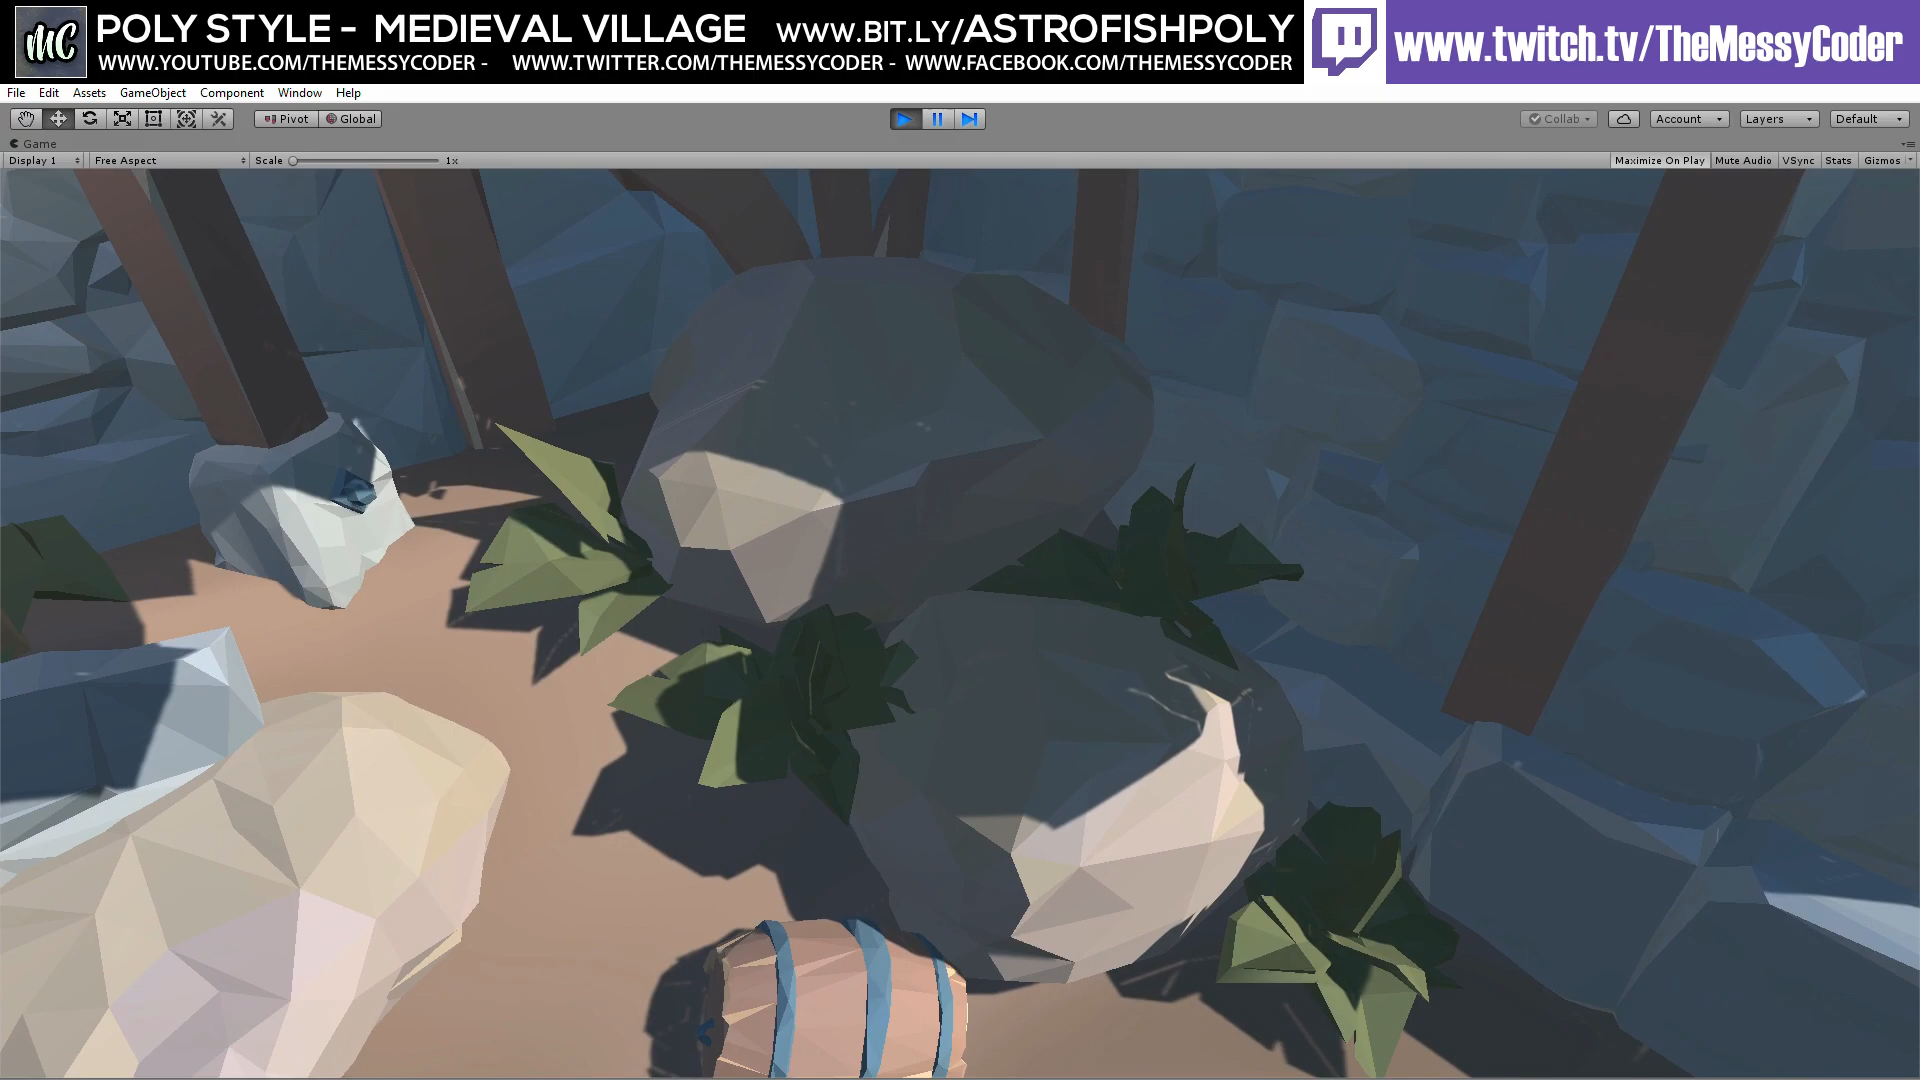 MC POLY STYLE - MEDIEVAL VILLAGE WWW.BIT.LY/ASTROFISHPOLY
WWW.YOUTUBE.COM/THEMESSYCODER - WWW.TWITTER.COM/THEMESSYCODER - WWW.FACEBOOK.COM/THEMESSYCODER
www.twitch.tv/TheMessyCoder
File Edit Assets GameObject Component Window Help
Pivot Global Collab Account Layers Default
Game
Display 1 Free Aspect Scale 1x Maximize On Play Mute Audio VSync Stats Gizmos